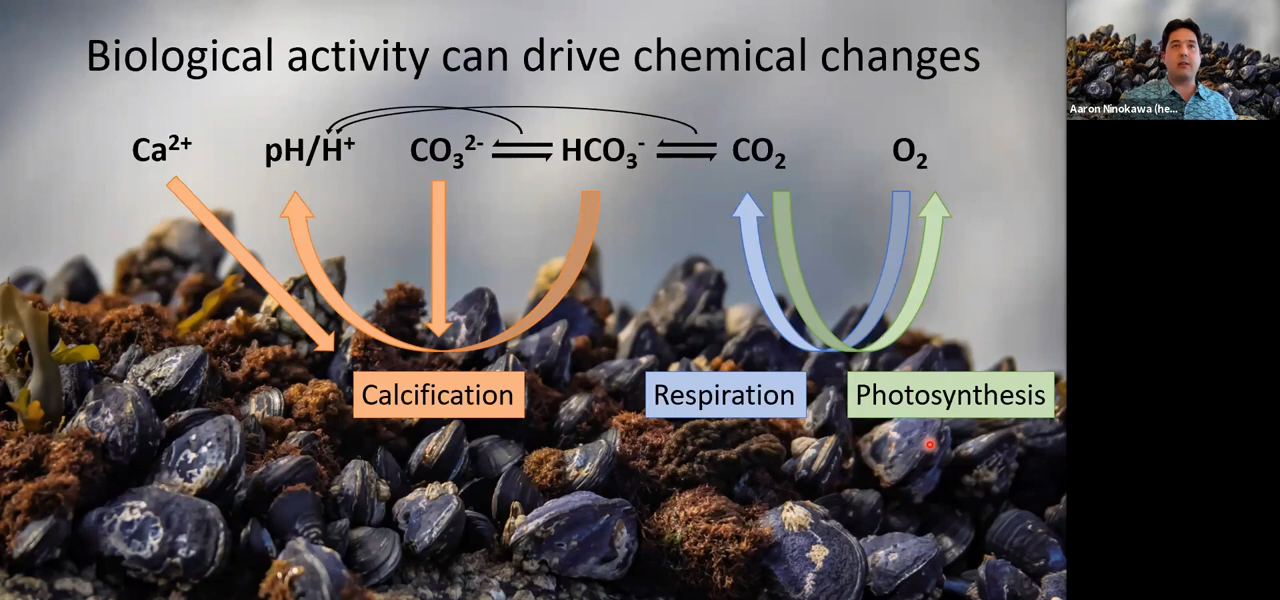 Biological activity can drive chemical changes
Ca²⁺ pH/H⁺ CO₃²⁻ HCO₃⁻ CO₂ O₂
Calcification Respiration Photosynthesis
Aaron Ninokawa (he...